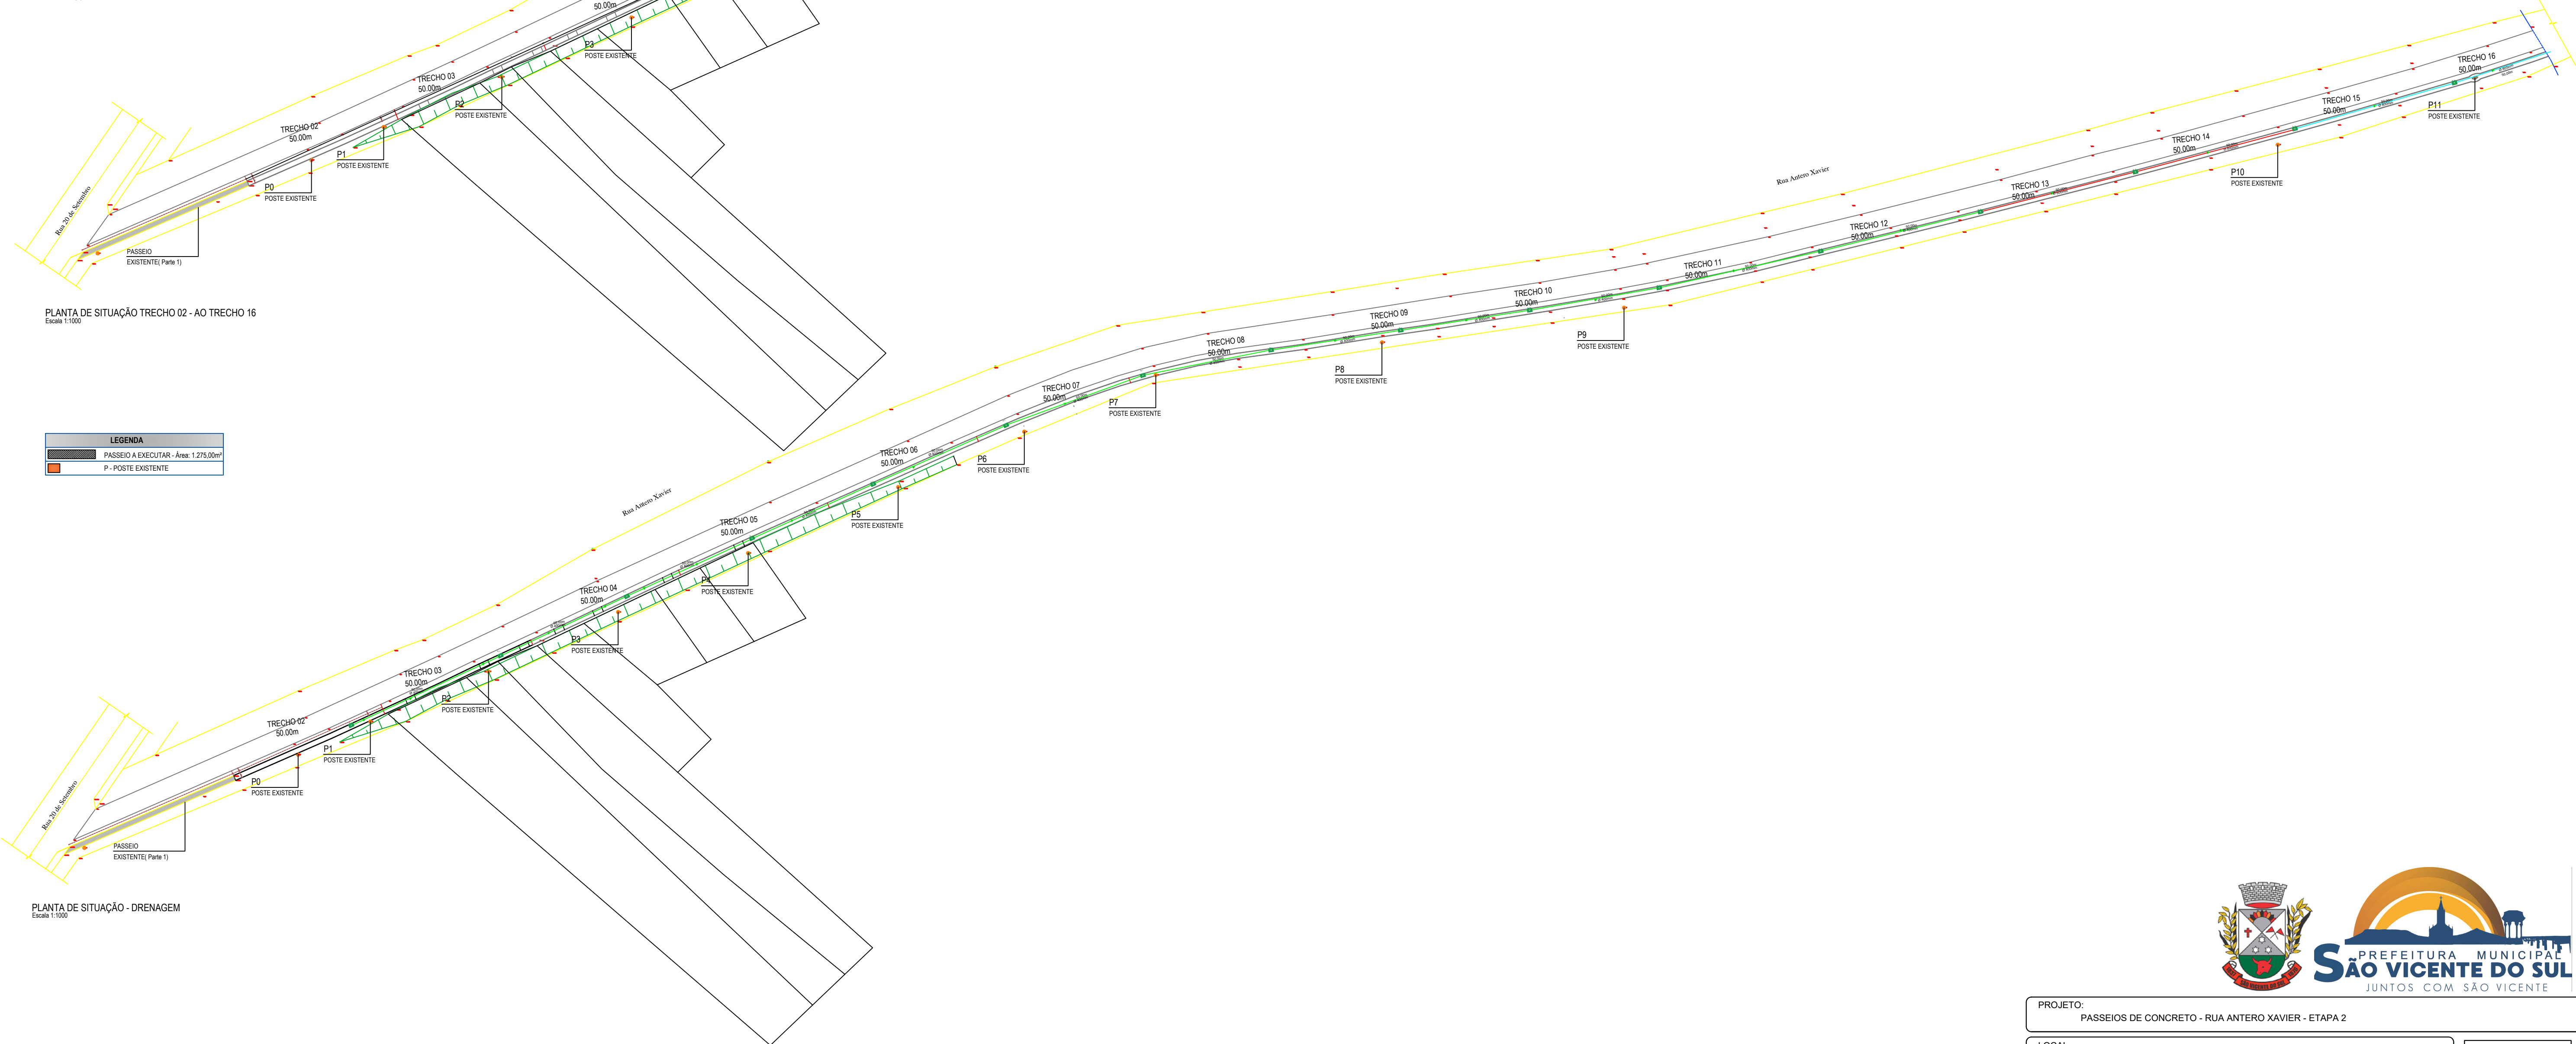 50.00m
P3
POSTE EXISTENTE
TRECHO 03
50.00m
P2
POSTE EXISTENTE
TRECHO 02
50.00m
P1
POSTE EXISTENTE
P0
POSTE EXISTENTE
Rua 20 de Setembro
PASSEIO
EXISTENTE( Parte 1)
PLANTA DE SITUAÇÃO TRECHO 02 - AO TRECHO 16
Escala 1:1000
LEGENDA
PASSEIO A EXECUTAR - Área: 1.275,00m²
P - POSTE EXISTENTE
TRECHO 16
50.00m
P11
POSTE EXISTENTE
TRECHO 15
50.00m
TRECHO 14
50.00m
P10
POSTE EXISTENTE
Rua Antero Xavier
TRECHO 13
50.00m
TRECHO 12
50.00m
TRECHO 11
50.00m
TRECHO 10
50.00m
P9
POSTE EXISTENTE
TRECHO 09
50.00m
P8
POSTE EXISTENTE
TRECHO 08
50.00m
TRECHO 07
50.00m
P7
POSTE EXISTENTE
TRECHO 06
50.00m
P6
POSTE EXISTENTE
Rua Antero Xavier
TRECHO 05
50.00m
P5
POSTE EXISTENTE
TRECHO 04
50.00m
P4
POSTE EXISTENTE
P3
POSTE EXISTENTE
TRECHO 03
50.00m
P2
POSTE EXISTENTE
TRECHO 02
50.00m
P1
POSTE EXISTENTE
P0
POSTE EXISTENTE
Rua 20 de Setembro
PASSEIO
EXISTENTE( Parte 1)
PLANTA DE SITUAÇÃO - DRENAGEM
Escala 1:1000
SÃO VICENTE DO SUL
PREFEITURA MUNICIPAL
SÃO VICENTE DO SUL
JUNTOS COM SÃO VICENTE
PROJETO:
PASSEIOS DE CONCRETO - RUA ANTERO XAVIER - ETAPA 2